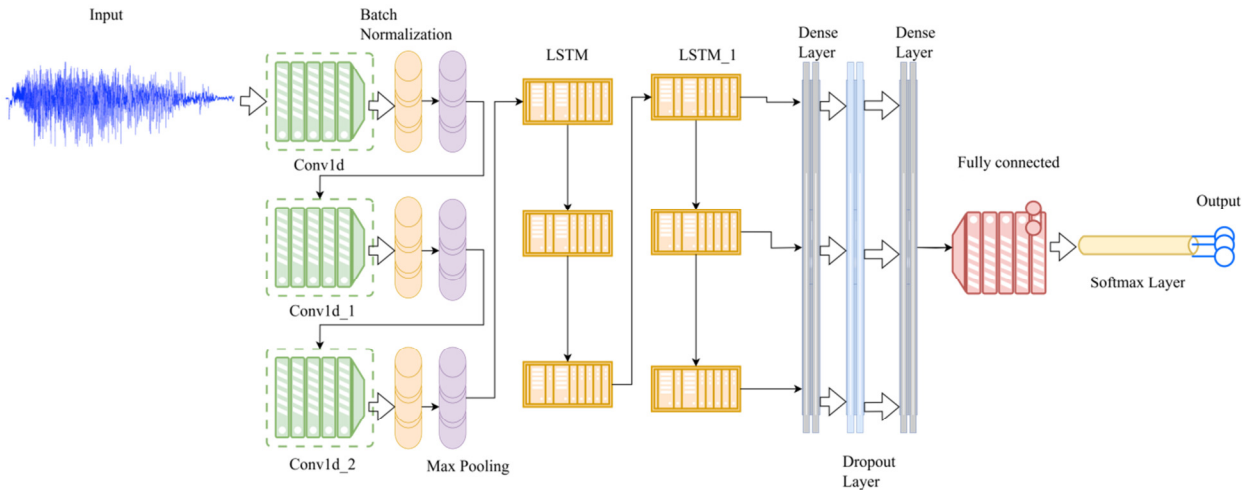 Input
Batch
Normalization
Conv1d
Conv1d_1
Conv1d_2
Max Pooling
LSTM
LSTM_1
Dense
Layer
Dense
Layer
Dropout
Layer
Fully connected
Softmax Layer
Output